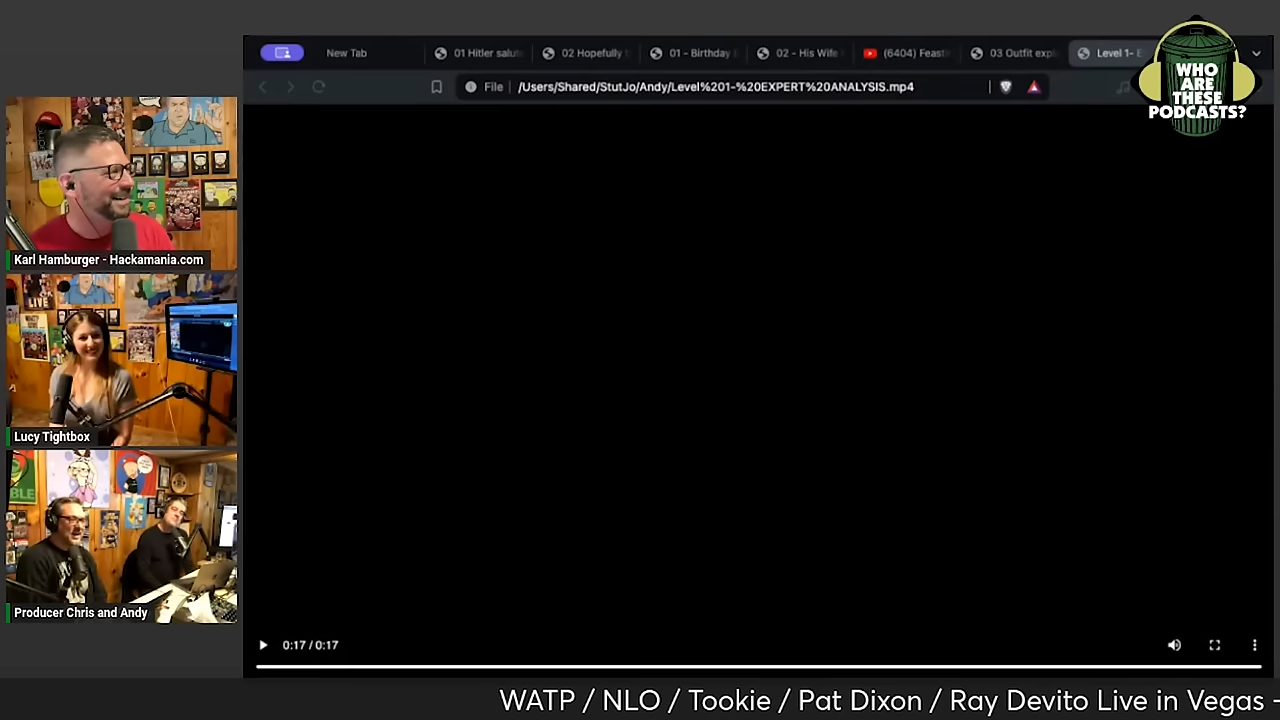 New Tab
01 Hitler salut
02 Hopefully
01 - Birthday
02 - His Wife
(6404) Feast
03 Outfit exp
Level 1- E
File
/Users/Shared/StutJo/Andy/Level%201-%20EXPERT%20ANALYSIS.mp4
WHO
ARE
THESE
PODCASTS?
Karl Hamburger - Hackamania.com
LIVE
Lucy Tightbox
BLE
Producer Chris and Andy
0:17 / 0:17
WATP / NLO / Tookie / Pat Dixon / Ray Devito Live in Vegas -